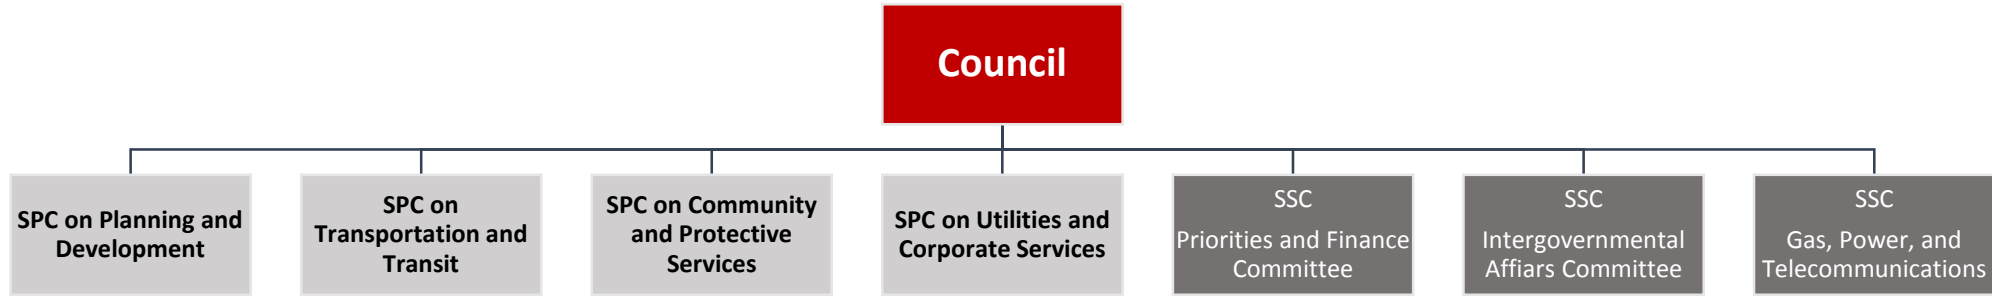 Council
SPC on Planning and
Development
SPC on
Transportation and
Transit
SPC on Community
and Protective
Services
SPC on Utilities and
Corporate Services
SSC
Priorities and Finance
Committee
SSC
Intergovernmental
Affiars Committee
SSC
Gas, Power, and
Telecommunications